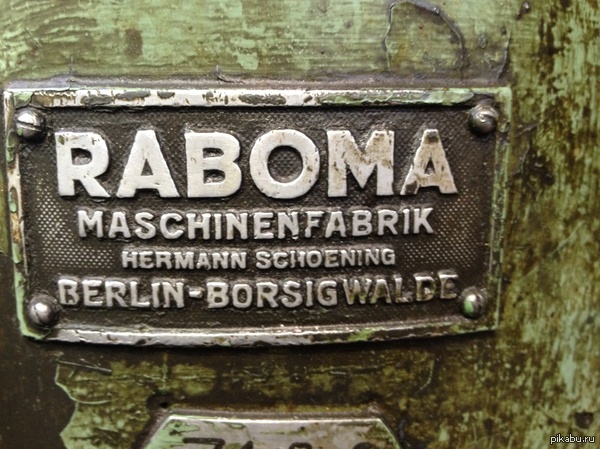 RABOMA
MASCHINENFABRIK
HERMANN SCHOENING
BERLIN-BORSIGWALDE
pikabu.ru